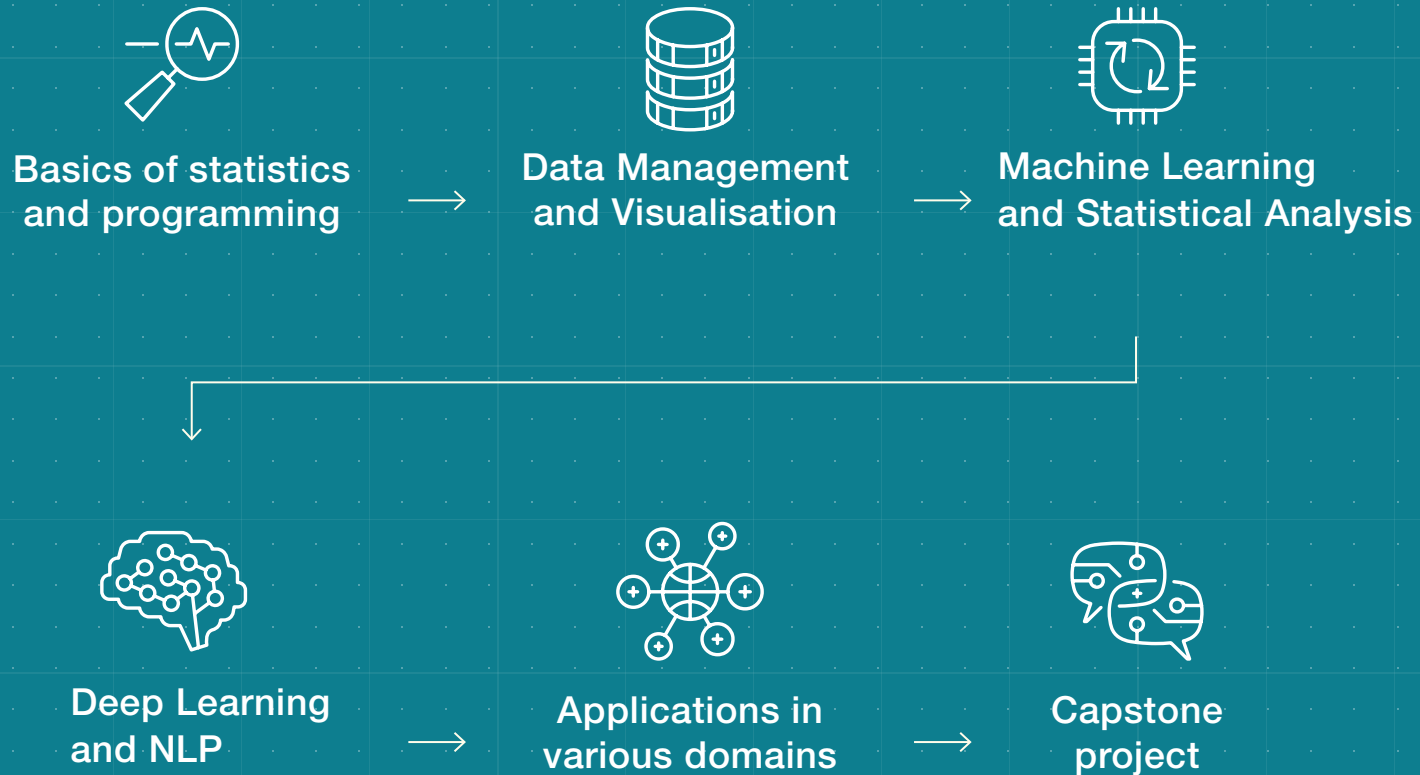 Basics of statistics
and programming
Data Management
and Visualisation
Machine Learning
and Statistical Analysis
Deep Learning
and NLP
Applications in
various domains
Capstone
project